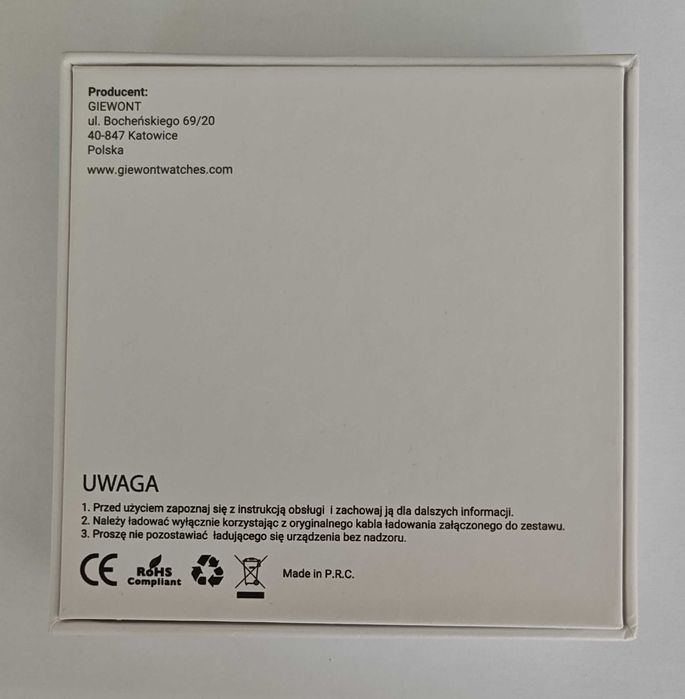 Producent:
GIEWONT
ul. Bocheńskiego 69/20
40-847 Katowice
Polska
www.giewontwatches.com
UWAGA
1. Przed użyciem zapoznaj się z instrukcją obsługi i zachowaj ją dla dalszych informacji.
2. Należy ładować wyłącznie korzystając z oryginalnego kabla ładowania załączonego do zestawu.
3. Proszę nie pozostawiać ładującego się urządzenia bez nadzoru.
CE RoHS Compliant Made in P.R.C.